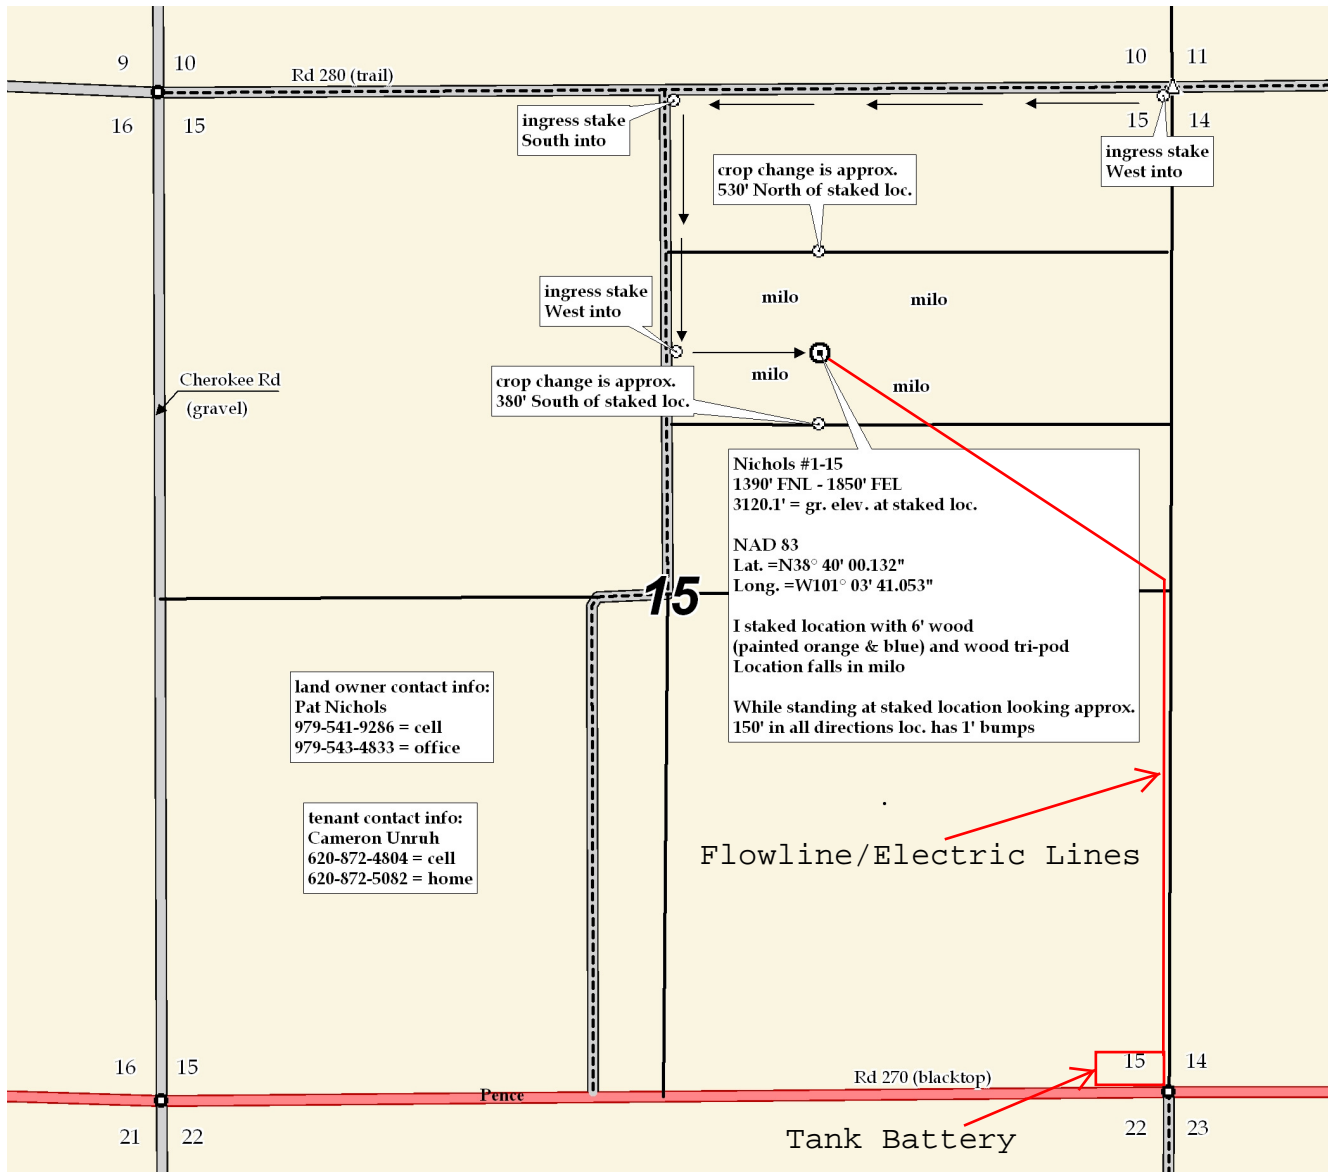 9
10
Rd 280 (trail)
10
11
16
15
15
14
ingress stake
South into
ingress stake
West into
crop change is approx.
530' North of staked loc.
ingress stake
West into
milo
milo
Cherokee Rd
(gravel)
crop change is approx.
380' South of staked loc.
milo
milo
Nichols #1-15
1390' FNL - 1850' FEL
3120.1' = gr. elev. at staked loc.
NAD 83
Lat. =N38° 40' 00.132"
Long. =W101° 03' 41.053"
I staked location with 6' wood
(painted orange & blue) and wood tri-pod
Location falls in milo
While standing at staked location looking approx.
150' in all directions loc. has 1' bumps
15
land owner contact info:
Pat Nichols
979-541-9286 = cell
979-543-4833 = office
tenant contact info:
Cameron Unruh
620-872-4804 = cell
620-872-5082 = home
Flowline/Electric Lines
16
15
15
14
Rd 270 (blacktop)
Pence
21
22
Tank Battery
22
23